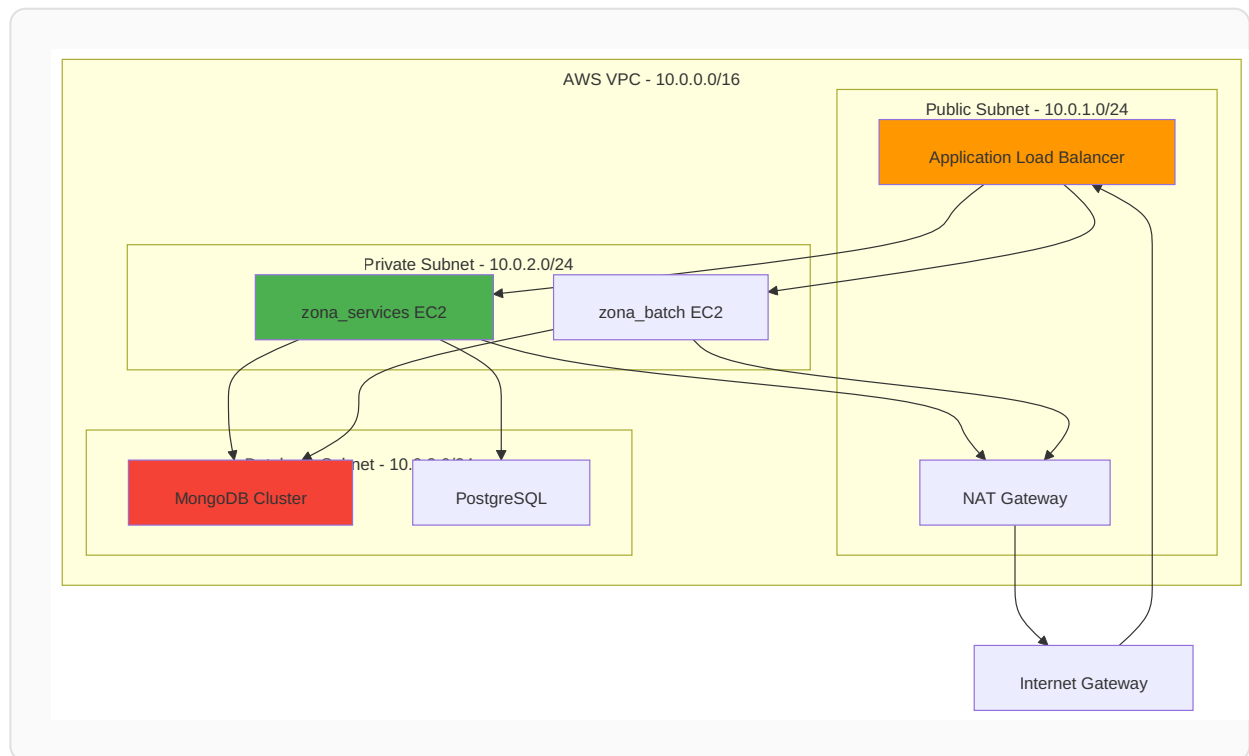 AWS VPC - 10.0.0.0/16
Public Subnet - 10.0.1.0/24
Application Load Balancer
Private Subnet - 10.0.2.0/24
zona_services EC2
zona_batch EC2
MongoDB Cluster
PostgreSQL
NAT Gateway
Internet Gateway